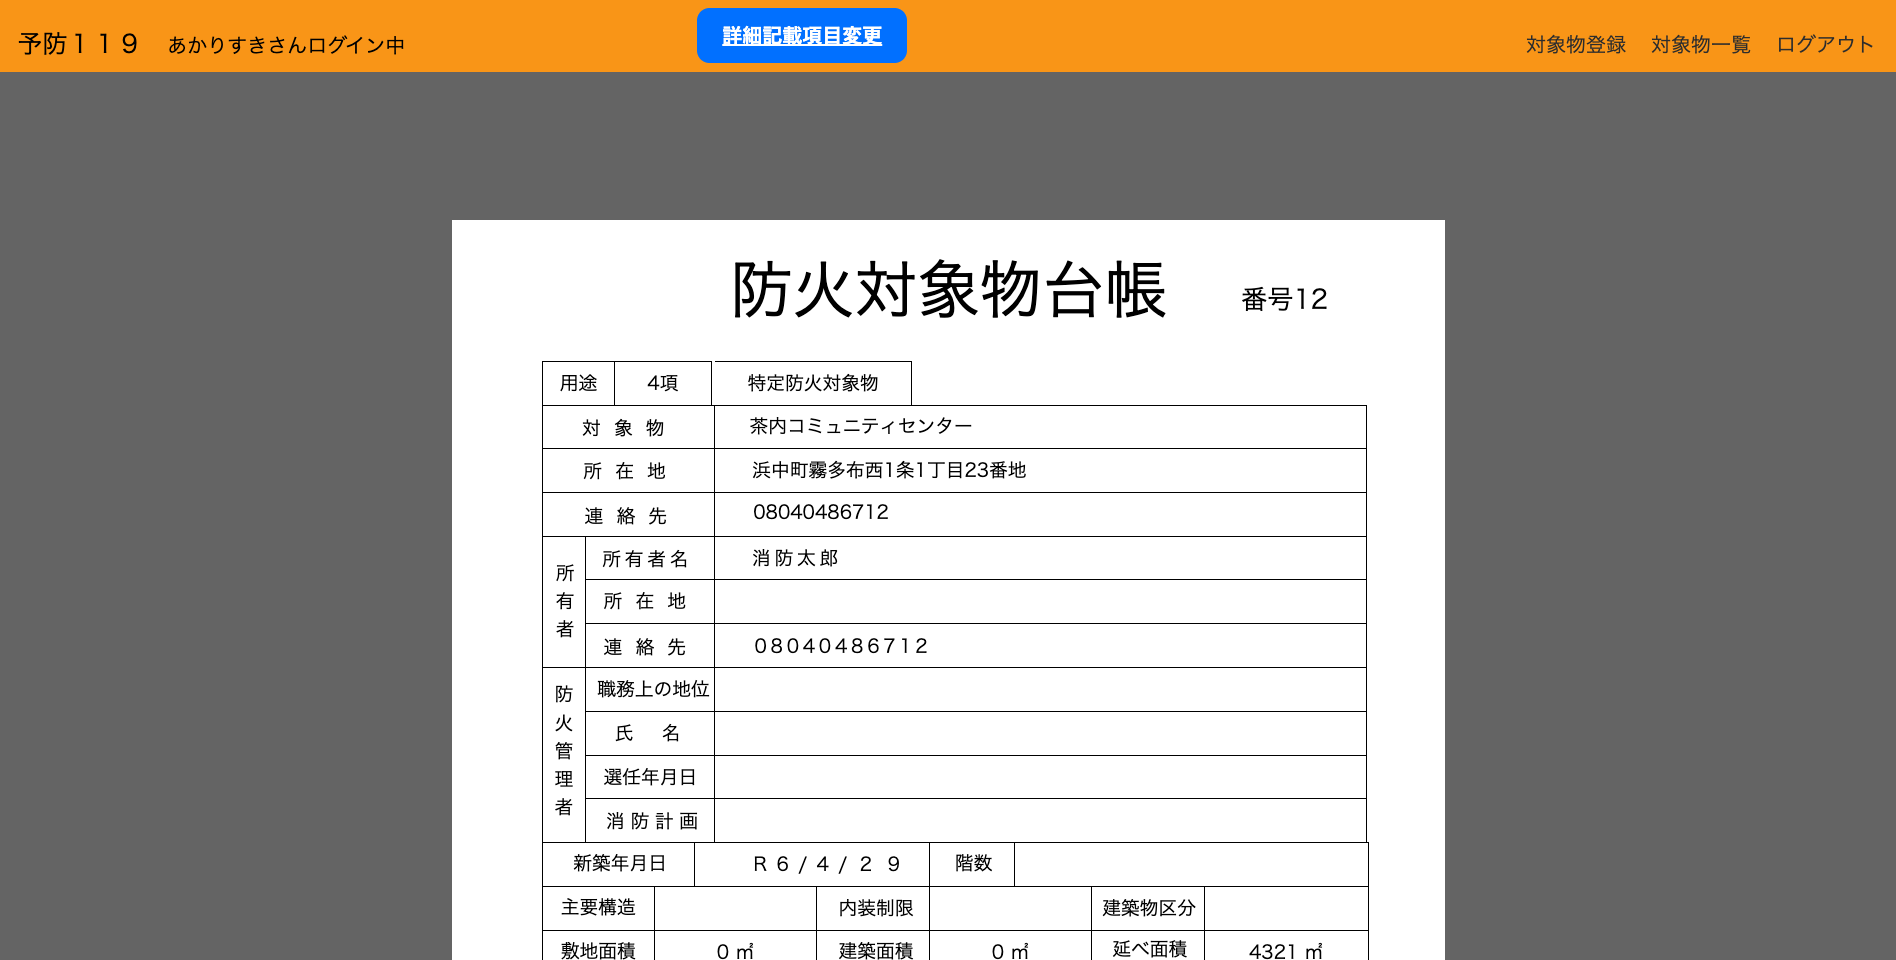 予防１１９ あかりすきさんログイン中 詳細記載項目変更 対象物登録 対象物一覧 ログアウト
防火対象物台帳 番号12
用途 4項 特定防火対象物
対象物 茶内コミュニティセンター
所在地 浜中町霧多布西1条1丁目23番地
連絡先 08040486712
所有者
所有者名 消防太郎
所在地
連絡先 08040486712
防火管理者
職務上の地位
氏 名
選任年月日
消防計画
新築年月日 R６/４/２９ 階数
主要構造 内装制限 建築物区分
敷地面積 0 ㎡ 建築面積 0 ㎡ 延べ面積 4321 ㎡